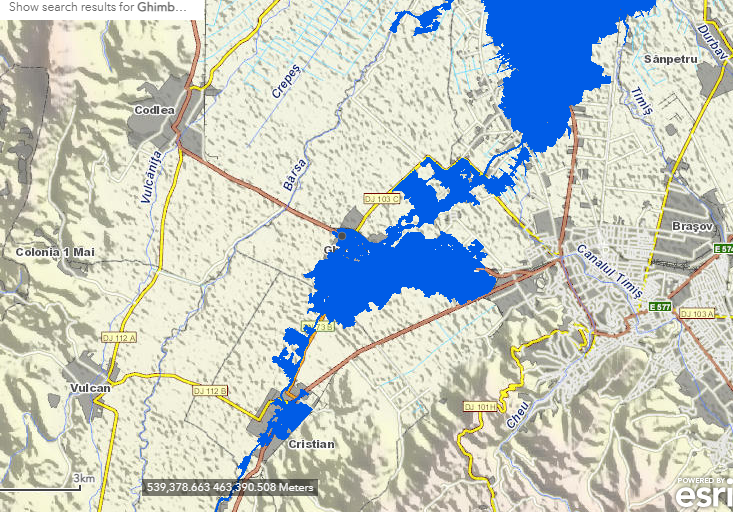 Show search results for Ghimb...
Sânpetru
Durbav
Timiș
Codlea
Crepeș
Bârsa
Vulcănița
DJ 103 C
Brașov
E 574
Colonia 1 Mai
Canalul Timiș
E 577
DJ 103 A
DJ 112 A
Vulcan
DJ 112 B
DJ 101H
Cheu
Cristian
3km
539,378.663 463,390.508 Meters
POWERED BY
esri